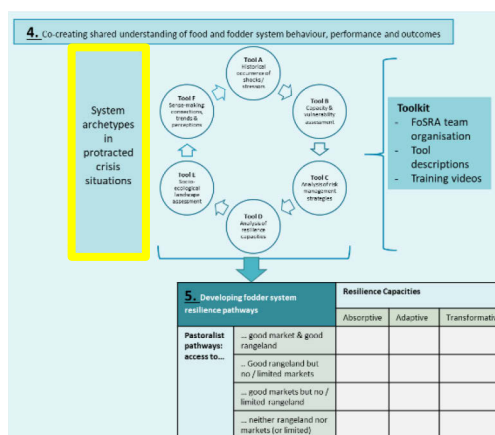 4. Co-creating shared understanding of food and fodder system behaviour, performance and outcomes
System
archetypes
in
protracted
crisis
situations
Tool A
Historical
occurrence of
shocks /
stressors
Tool B
Capacity &
vulnerability
assessment
Tool C
Analysis of risk
management
strategies
Tool D
Analysis of
resilience
capacities
Tool E
Socio-
ecological
landscape
assessment
Tool F
Sense-making
connections,
trends &
perceptions
Toolkit
- FoSRA team
organisation
- Tool
descriptions
- Training videos
5. Developing fodder system
resilience pathways
Resilience Capacities
Absorptive
Adaptive
Transformativ
Pastoralist
pathways:
access to...
... good market & good
rangeland
... Good rangeland but
no / limited markets
... good markets but no /
limited rangeland
... neither rangeland nor
markets (or limited)